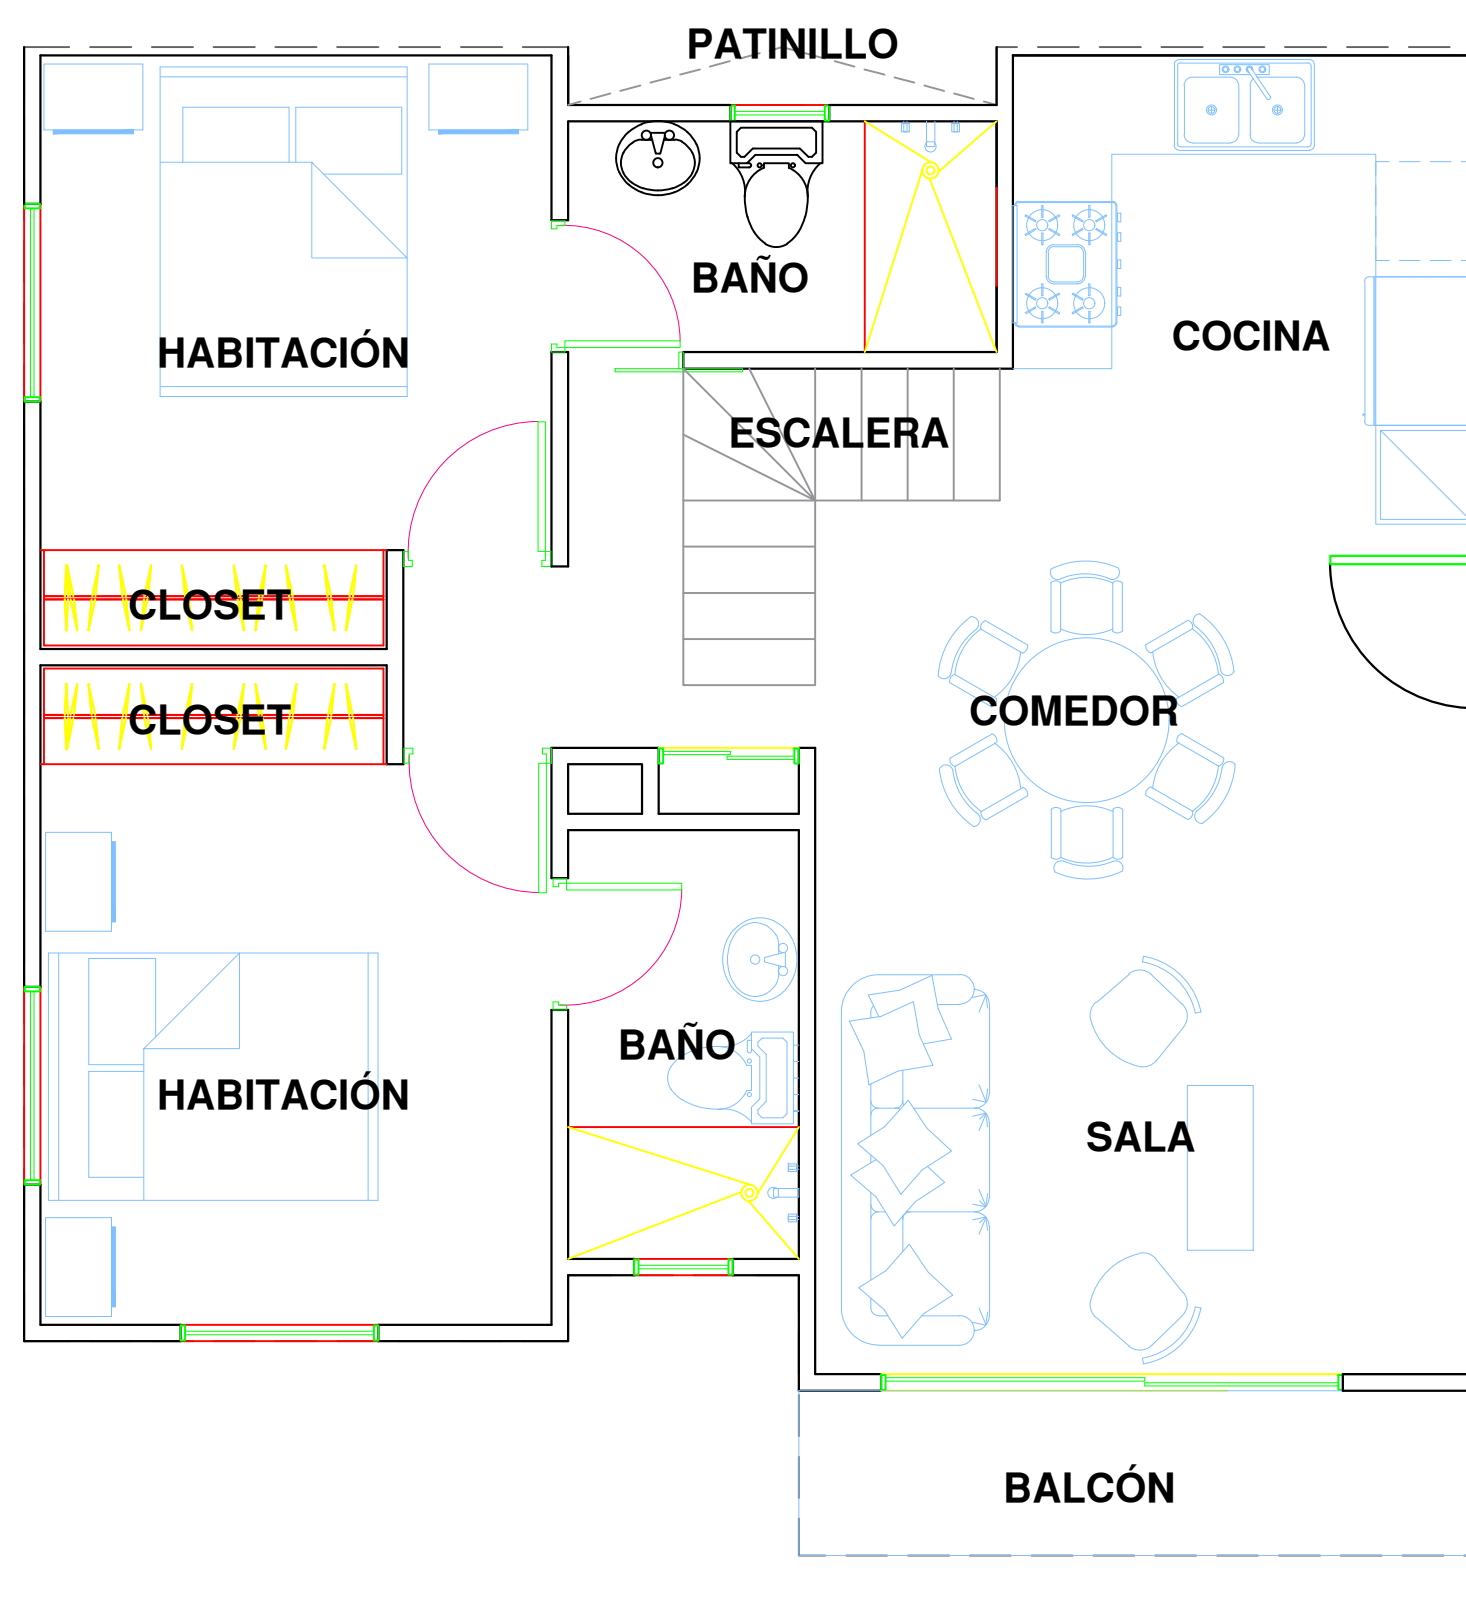 PATINILLO
BAÑO
HABITACIÓN
COCINA
ESCALERA
CLOSET
CLOSET
COMEDOR
BAÑO
HABITACIÓN
SALA
BALCÓN